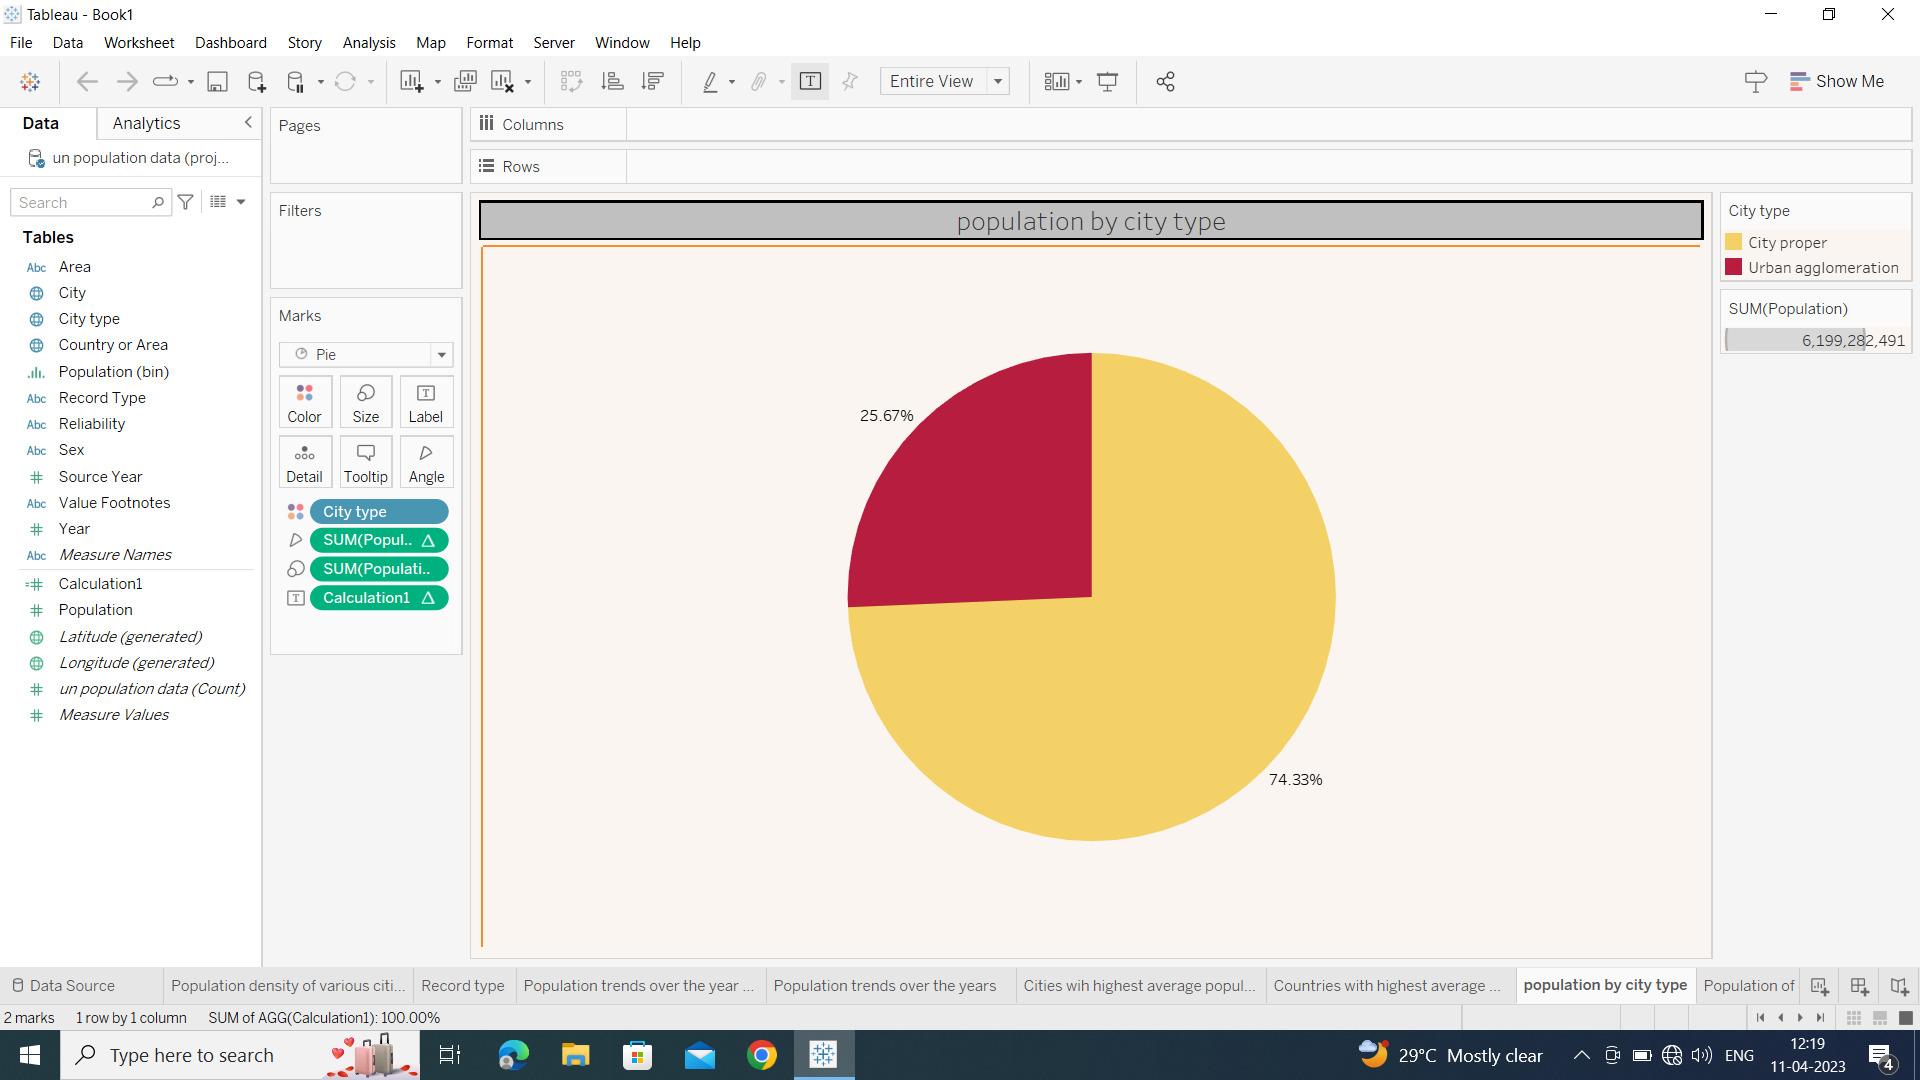 Tableau - Book1
File Data Worksheet Dashboard Story Analysis Map Format Server Window Help
Entire View
Show Me
Data Analytics
un population data (proj...
Search
Tables
Abc Area
City
City type
Country or Area
Population (bin)
Abc Record Type
Abc Reliability
Abc Sex
Source Year
Abc Value Footnotes
Year
Abc Measure Names
Calculation1
Population
Latitude (generated)
Longitude (generated)
un population data (Count)
Measure Values
Pages
Filters
Marks
Pie
Color Size Label
Detail Tooltip Angle
City type
SUM(Popul..
SUM(Populati..
Calculation1
Columns
Rows
population by city type
25.67%
74.33%
City type
City proper
Urban agglomeration
SUM(Population)
6,199,282,491
Data Source Population density of various citi... Record type Population trends over the year ... Population trends over the years Cities wih highest average popul... Countries with highest average ... population by city type Population of
2 marks 1 row by 1 column SUM of AGG(Calculation1): 100.00%
Type here to search
29°C Mostly clear
ENG
12:19
11-04-2023
4